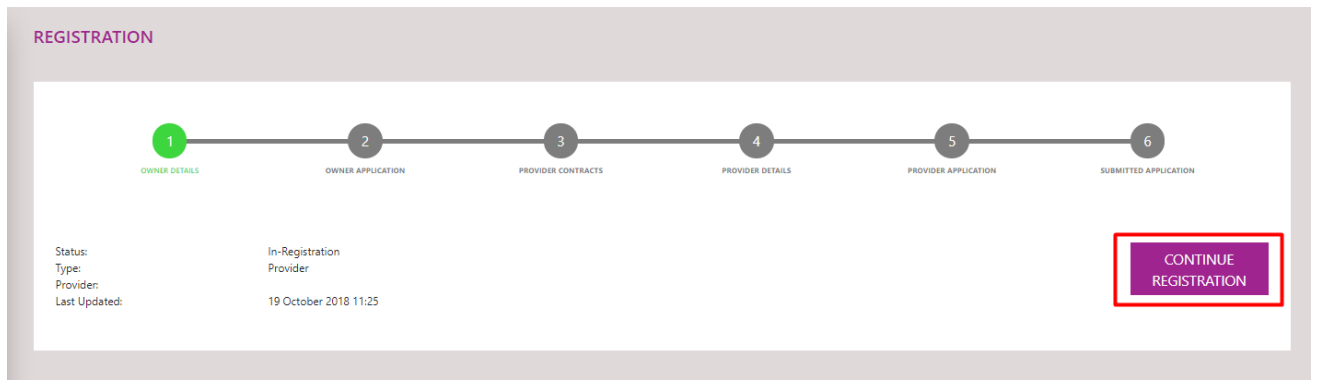 REGISTRATION
1 2 3 4 5 6
OWNER DETAILS OWNER APPLICATION PROVIDER CONTRACTS PROVIDER DETAILS PROVIDER APPLICATION SUBMITTED APPLICATION
Status: In-Registration
Type: Provider
Provider:
Last Updated: 19 October 2018 11:25
CONTINUE
REGISTRATION